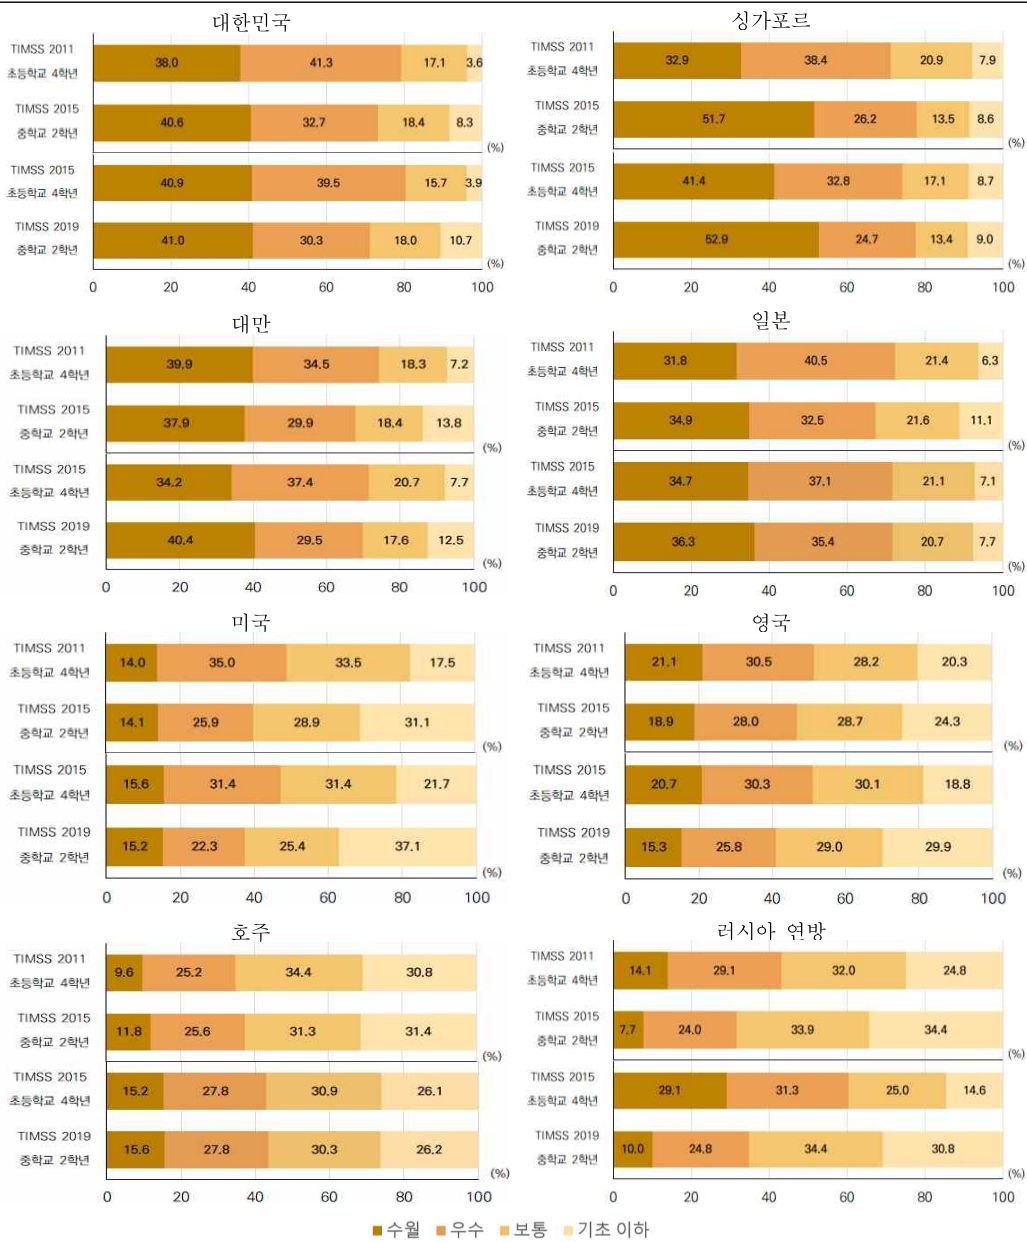 대한민국
TIMSS 2011
초등학교 4학년
38.0 41.3 17.1 3.6
TIMSS 2015
중학교 2학년
40.6 32.7 18.4 8.3
(%)
TIMSS 2015
초등학교 4학년
40.9 39.5 15.7 3.9
TIMSS 2019
중학교 2학년
41.0 30.3 18.0 10.7
(%)
0 20 40 60 80 100
싱가포르
TIMSS 2011
초등학교 4학년
32.9 38.4 20.9 7.9
TIMSS 2015
중학교 2학년
51.7 26.2 13.5 8.6
(%)
TIMSS 2015
초등학교 4학년
41.4 32.8 17.1 8.7
TIMSS 2019
중학교 2학년
52.9 24.7 13.4 9.0
(%)
0 20 40 60 80 100
대만
TIMSS 2011
초등학교 4학년
39.9 34.5 18.3 7.2
TIMSS 2015
중학교 2학년
37.9 29.9 18.4 13.8
(%)
TIMSS 2015
초등학교 4학년
34.2 37.4 20.7 7.7
TIMSS 2019
중학교 2학년
40.4 29.5 17.6 12.5
(%)
0 20 40 60 80 100
일본
TIMSS 2011
초등학교 4학년
31.8 40.5 21.4 6.3
TIMSS 2015
중학교 2학년
34.9 32.5 21.6 11.1
(%)
TIMSS 2015
초등학교 4학년
34.7 37.1 21.1 7.1
TIMSS 2019
중학교 2학년
36.3 35.4 20.7 7.7
(%)
0 20 40 60 80 100
미국
TIMSS 2011
초등학교 4학년
14.0 35.0 33.5 17.5
TIMSS 2015
중학교 2학년
14.1 25.9 28.9 31.1
(%)
TIMSS 2015
초등학교 4학년
15.6 31.4 31.4 21.7
TIMSS 2019
중학교 2학년
15.2 22.3 25.4 37.1
(%)
0 20 40 60 80 100
영국
TIMSS 2011
초등학교 4학년
21.1 30.5 28.2 20.3
TIMSS 2015
중학교 2학년
18.9 28.0 28.7 24.3
(%)
TIMSS 2015
초등학교 4학년
20.7 30.3 30.1 18.8
TIMSS 2019
중학교 2학년
15.3 25.8 29.0 29.9
(%)
0 20 40 60 80 100
호주
TIMSS 2011
초등학교 4학년
9.6 25.2 34.4 30.8
TIMSS 2015
중학교 2학년
11.8 25.6 31.3 31.4
(%)
TIMSS 2015
초등학교 4학년
15.2 27.8 30.9 26.1
TIMSS 2019
중학교 2학년
15.6 27.8 30.3 26.2
(%)
0 20 40 60 80 100
러시아 연방
TIMSS 2011
초등학교 4학년
14.1 29.1 32.0 24.8
TIMSS 2015
중학교 2학년
7.7 24.0 33.9 34.4
(%)
TIMSS 2015
초등학교 4학년
29.1 31.3 25.0 14.6
TIMSS 2019
중학교 2학년
10.0 24.8 34.4 30.8
(%)
0 20 40 60 80 100
수월 우수 보통 기초 이하